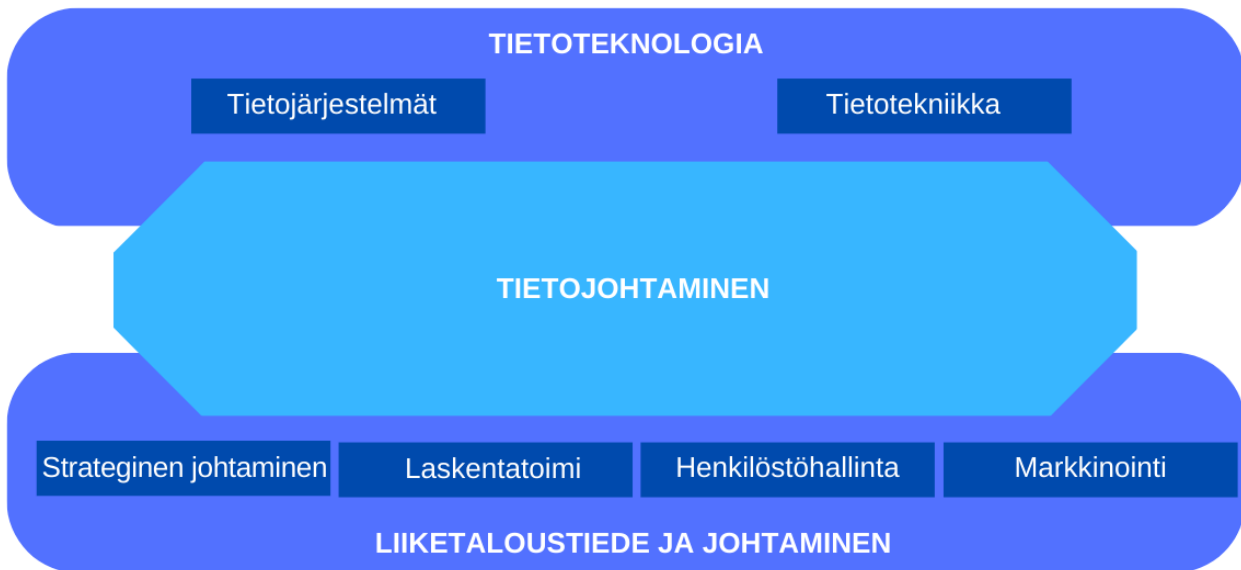 TIETOTEKNOLOGIA
Tietojärjestelmät
Tietotekniikka
TIETOJOHTAMINEN
Strateginen johtaminen
Laskentatoimi
Henkilöstöhallinta
Markkinointi
LIIKETALOUSTIEDE JA JOHTAMINEN